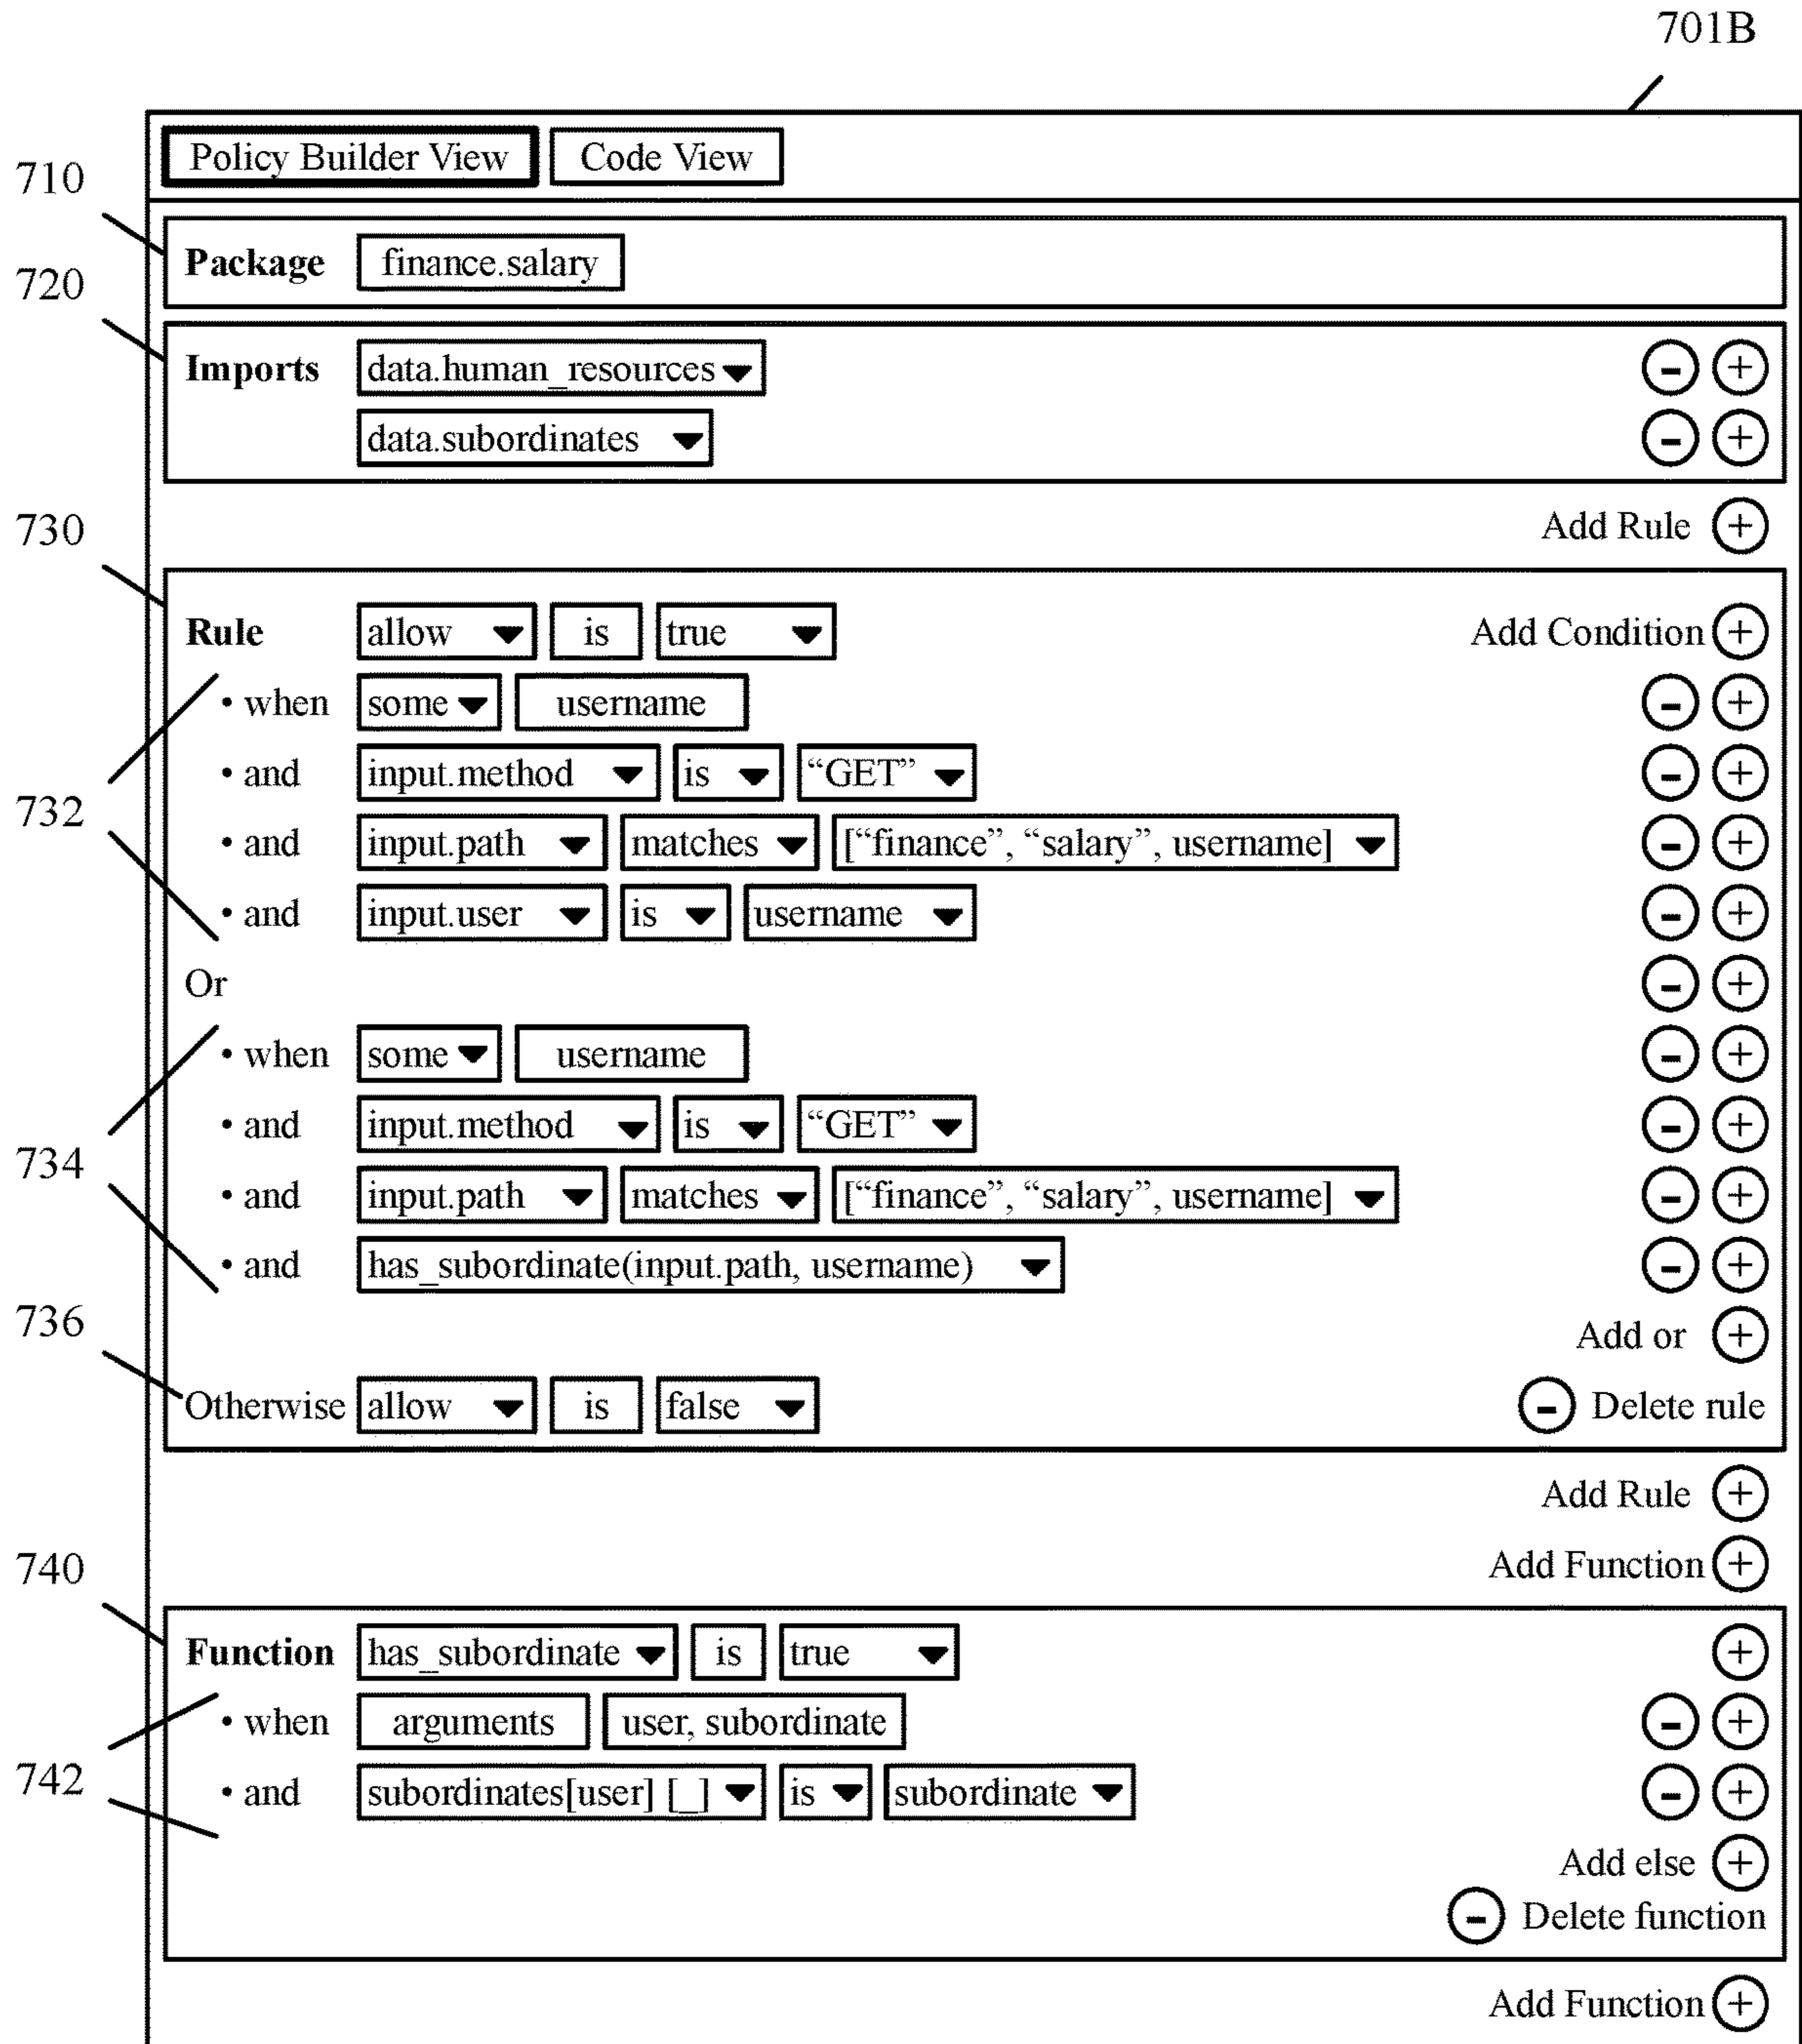 701B
Policy Builder View Code View
710
Package finance.salary
720
Imports data.human_resources - +
data.subordinates - +
730
Add Rule +
Rule allow is true Add Condition +
• when some username - +
• and input.method is “GET” - +
732
• and input.path matches [“finance”, “salary”, username] - +
• and input.user is username - +
Or - +
• when some username - +
• and input.method is “GET” - +
734
• and input.path matches [“finance”, “salary”, username] - +
• and has_subordinate(input.path, username) - +
736
Add or +
Otherwise allow is false - Delete rule
Add Rule +
740
Add Function +
Function has_subordinate is true +
• when arguments user, subordinate - +
742
• and subordinates[user] [_] is subordinate - +
Add else +
- Delete function
Add Function +